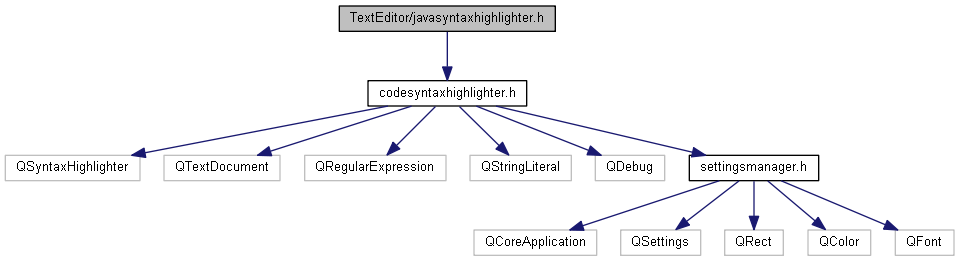 TextEditor/javasyntaxhighlighter.h
codesyntaxhighlighter.h
QSyntaxHighlighter
QTextDocument
QRegularExpression
QStringLiteral
QDebug
settingsmanager.h
QCoreApplication
QSettings
QRect
QColor
QFont